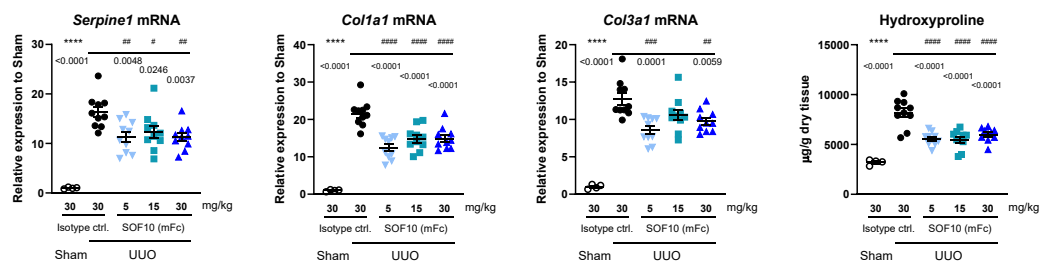 Serpine1 mRNA
Relative expression to Sham
30
20
10
0
**** ## # ##
<0.0001 0.0048 0.0246 0.0037
30 30 5 15 30 mg/kg
Isotype ctrl. SOF10 (mFc)
Sham UUO
Col1a1 mRNA
Relative expression to Sham
40
30
20
10
0
**** #### #### ####
<0.0001 <0.0001 <0.0001 <0.0001
30 30 5 15 30 mg/kg
Isotype ctrl. SOF10 (mFc)
Sham UUO
Col3a1 mRNA
Relative expression to Sham
20
15
10
5
0
**** ### ##
<0.0001 0.0001 0.0059
30 30 5 15 30 mg/kg
Isotype ctrl. SOF10 (mFc)
Sham UUO
Hydroxyproline
µg/g dry tissue
15000
10000
5000
0
**** #### #### ####
<0.0001 <0.0001 <0.0001 <0.0001
30 30 5 15 30 mg/kg
Isotype ctrl. SOF10 (mFc)
Sham UUO